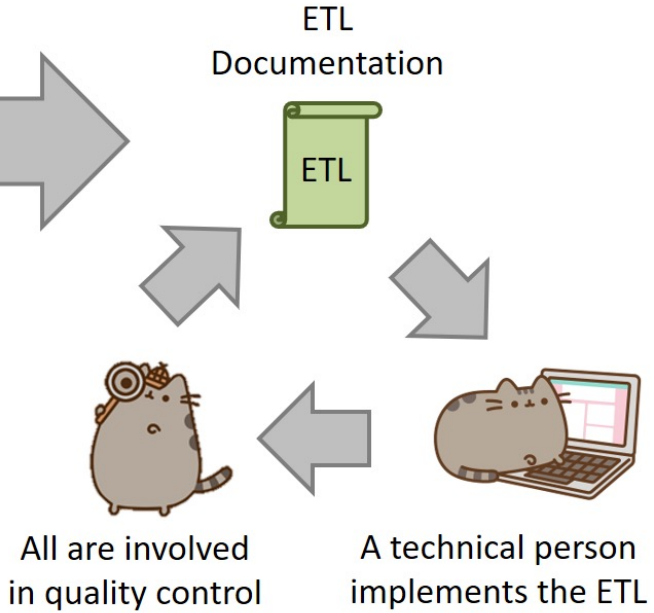 ETL
Documentation
ETL
All are involved
in quality control
A technical person
implements the ETL